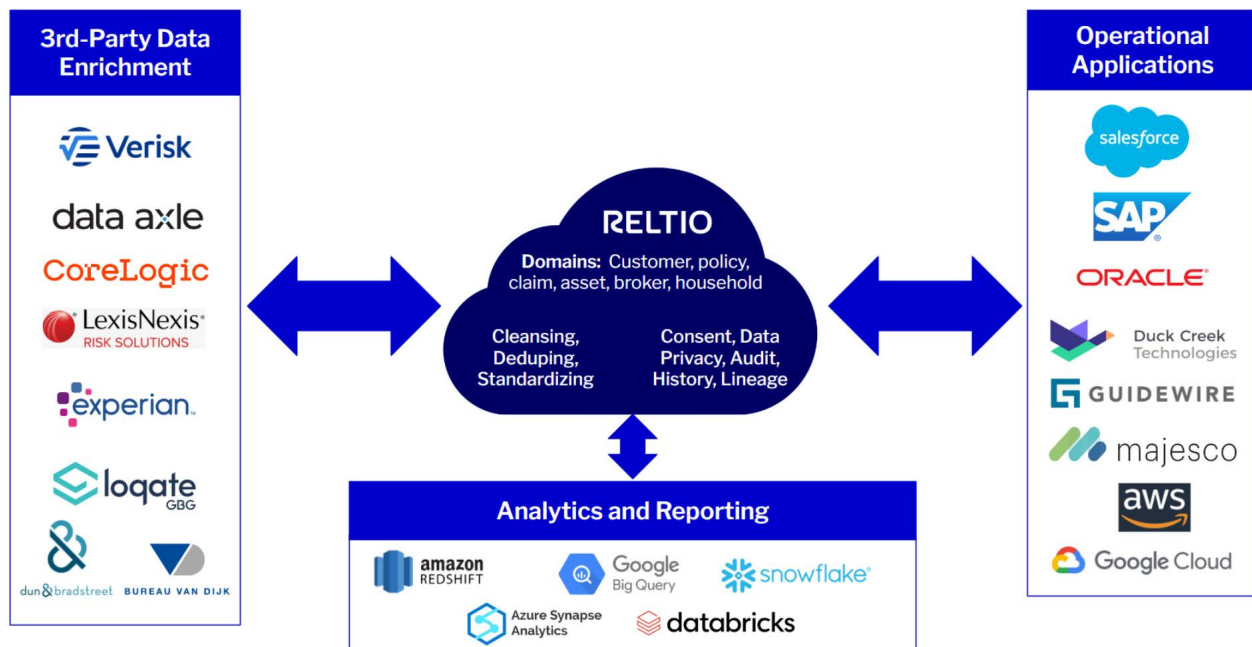 3rd-Party Data
Enrichment
Verisk
data axle
CoreLogic
LexisNexis®
RISK SOLUTIONS
experian™
loqate
GBG
dun & bradstreet
BUREAU VAN DIJK
RELTIO
Domains: Customer, policy,
claim, asset, broker, household
Cleansing,
Deduping,
Standardizing
Consent, Data
Privacy, Audit,
History, Lineage
Analytics and Reporting
amazon
REDSHIFT
Google
Big Query
snowflake®
Azure Synapse
Analytics
databricks
Operational
Applications
salesforce
SAP®
ORACLE®
Duck Creek
Technologies
GUIDEWIRE
majesco
aws
Google Cloud